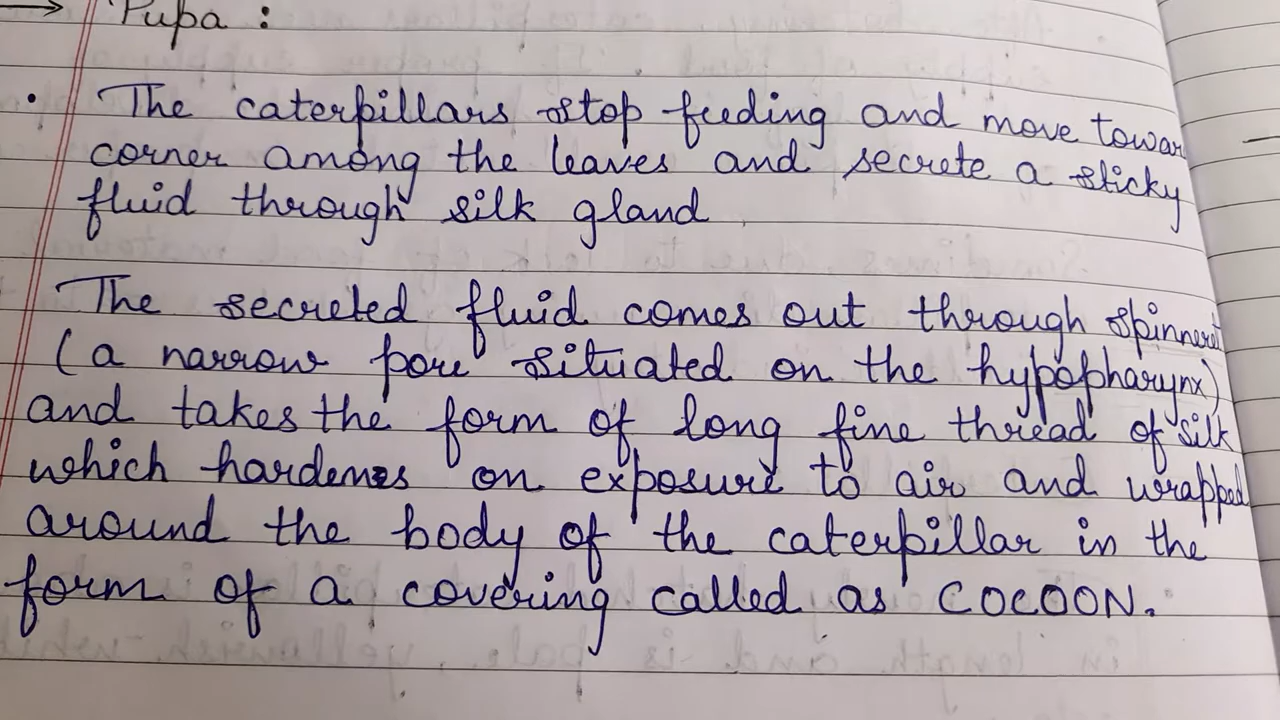 → Pupa :
• The caterpillars stop feeding and move towar
corner among the leaves and secrete a sticky
fluid through silk gland
The secreted fluid comes out through spinneret
(a narrow pore situated on the hypopharynx)
and takes the form of long fine thread of silk
which hardenes on exposure to air and wrapped
around the body of the caterpillar in the
form of a covering called as COCOON.